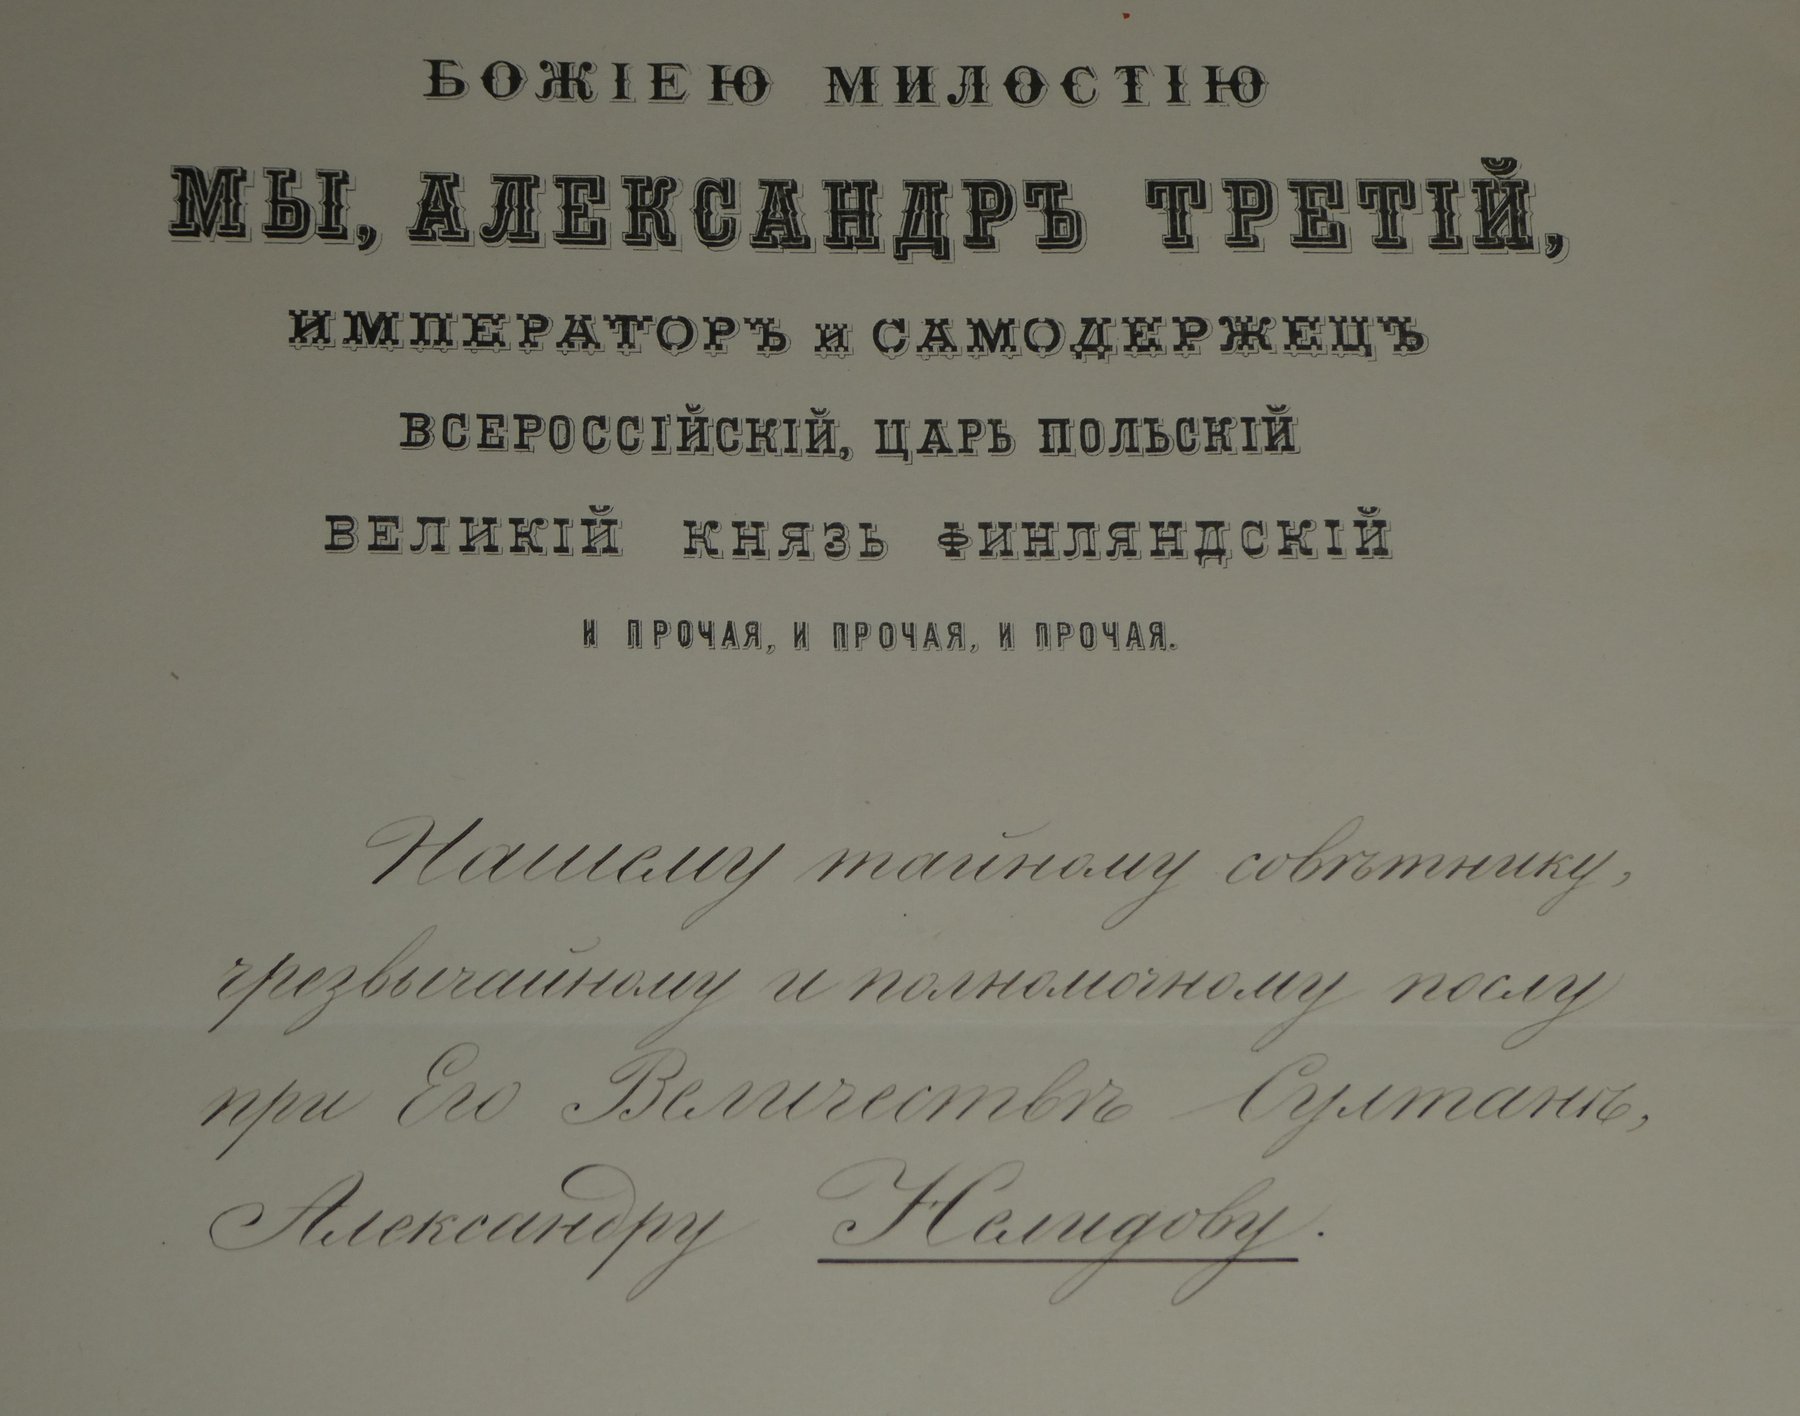 БОЖІЕЮ МИЛОСТІЮ
МЫ, АЛЕКСАНДРЪ ТРЕТІЙ,
ИМПЕРАТОРЪ и САМОДЕРЖЕЦЪ
ВСЕРОССІЙСКІЙ, ЦАРЬ ПОЛЬСКІЙ
ВЕЛИКІЙ КНЯЗЬ ФИНЛЯНДСКІЙ
И ПРОЧАЯ, И ПРОЧАЯ, И ПРОЧАЯ.
Нашему тайному совѣтнику,
чрезвычайному и полномочному послу
при Его Величествѣ Султанѣ,
Александру Нелидову.